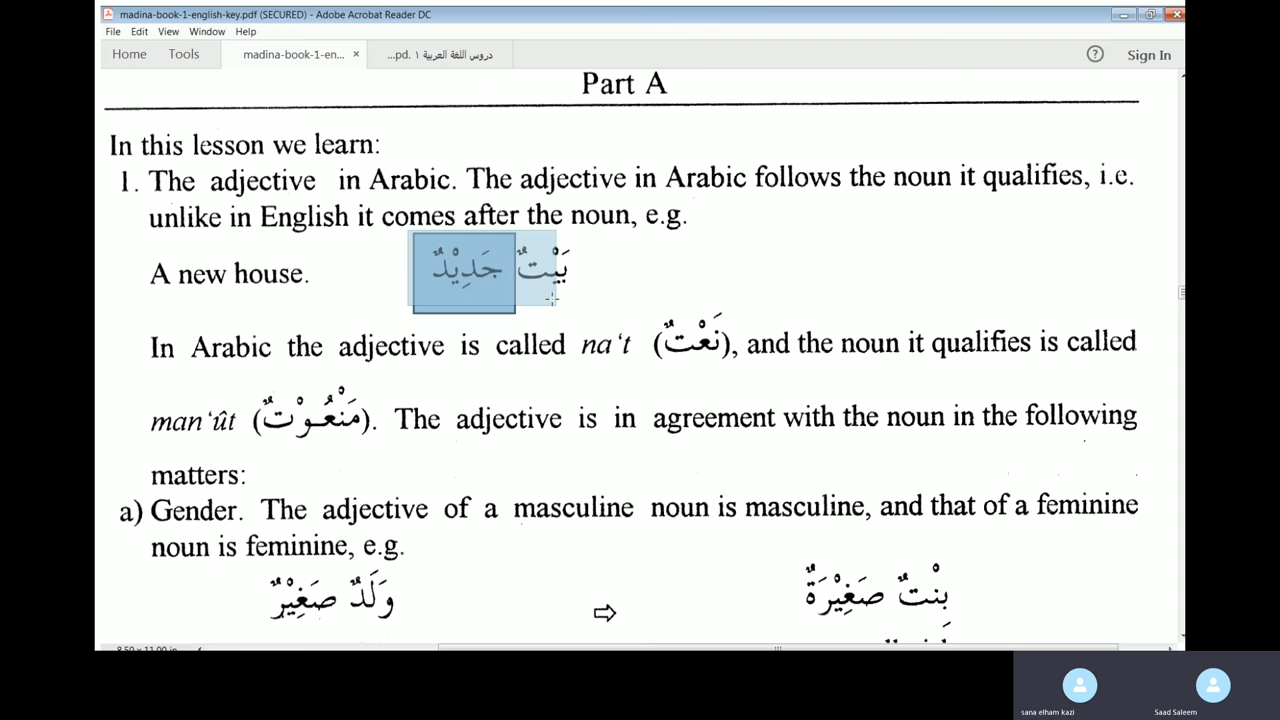 madina-book-1-english-key.pdf (SECURED) - Adobe Acrobat Reader DC
File Edit View Window Help
Home Tools madina-book-1-en... × دروس اللغة العربية ١ .pd... Sign In
Part A
In this lesson we learn:
1. The adjective in Arabic. The adjective in Arabic follows the noun it qualifies, i.e.
unlike in English it comes after the noun, e.g.
A new house. بَيْتٌ جَدِيْدٌ
In Arabic the adjective is called na‘t (نَعْتٌ), and the noun it qualifies is called
man‘ût (مَنْعُوْتٌ). The adjective is in agreement with the noun in the following
matters:
a) Gender. The adjective of a masculine noun is masculine, and that of a feminine
noun is feminine, e.g.
وَلَدٌ صَغِيْرٌ ⇨ بِنْتٌ صَغِيْرَةٌ
8.50 x 11.00 in
sana elham kazi Saad Saleem